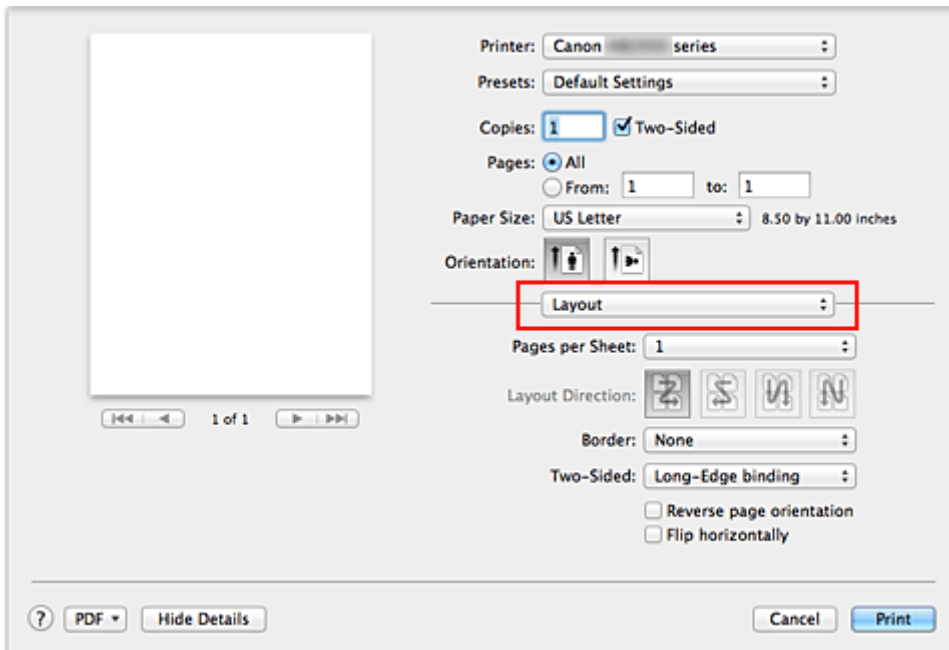 Printer: Canon series
Presets: Default Settings
Copies: 1 Two-Sided
Pages: All
From: 1 to: 1
Paper Size: US Letter 8.50 by 11.00 inches
Orientation:
Layout
Pages per Sheet: 1
Layout Direction:
1 of 1
Border: None
Two-Sided: Long-Edge binding
Reverse page orientation
Flip horizontally
? PDF Hide Details Cancel Print